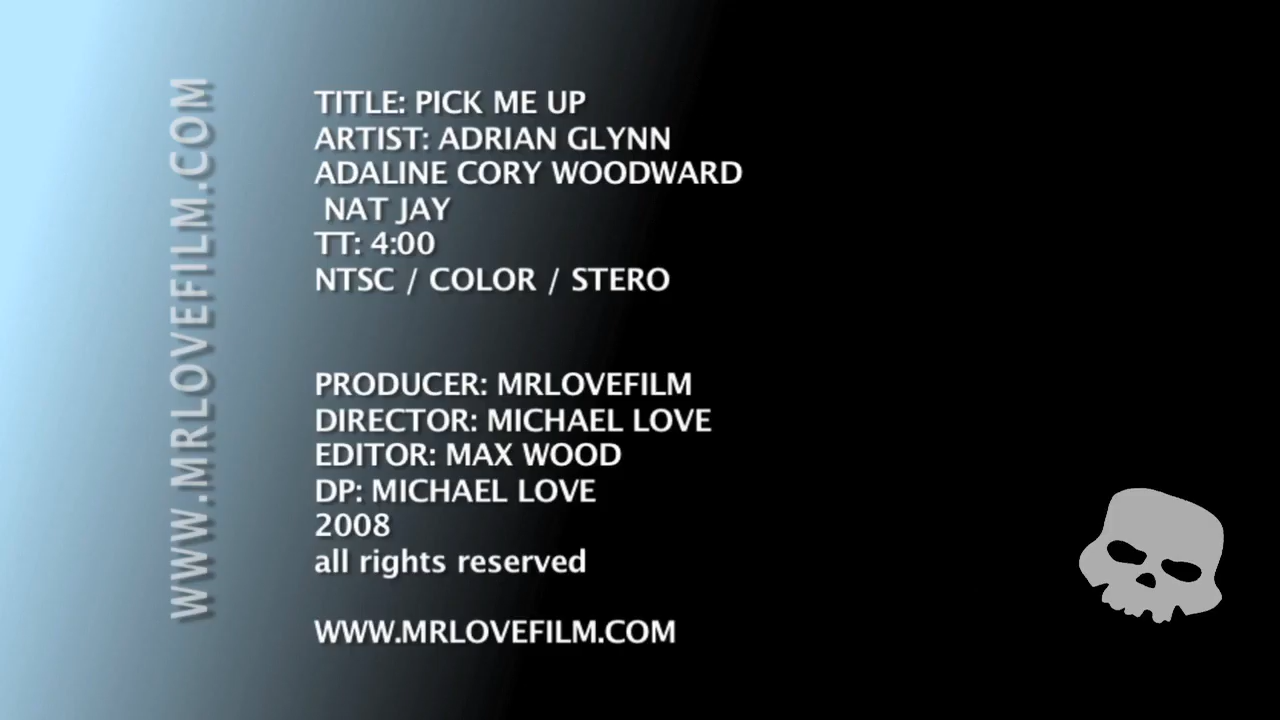 WWW.MRLOVEFILM.COM
TITLE: PICK ME UP
ARTIST: ADRIAN GLYNN
ADALINE CORY WOODWARD
NAT JAY
TT: 4:00
NTSC / COLOR / STERO
PRODUCER: MRLOVEFILM
DIRECTOR: MICHAEL LOVE
EDITOR: MAX WOOD
DP: MICHAEL LOVE
2008
all rights reserved
WWW.MRLOVEFILM.COM